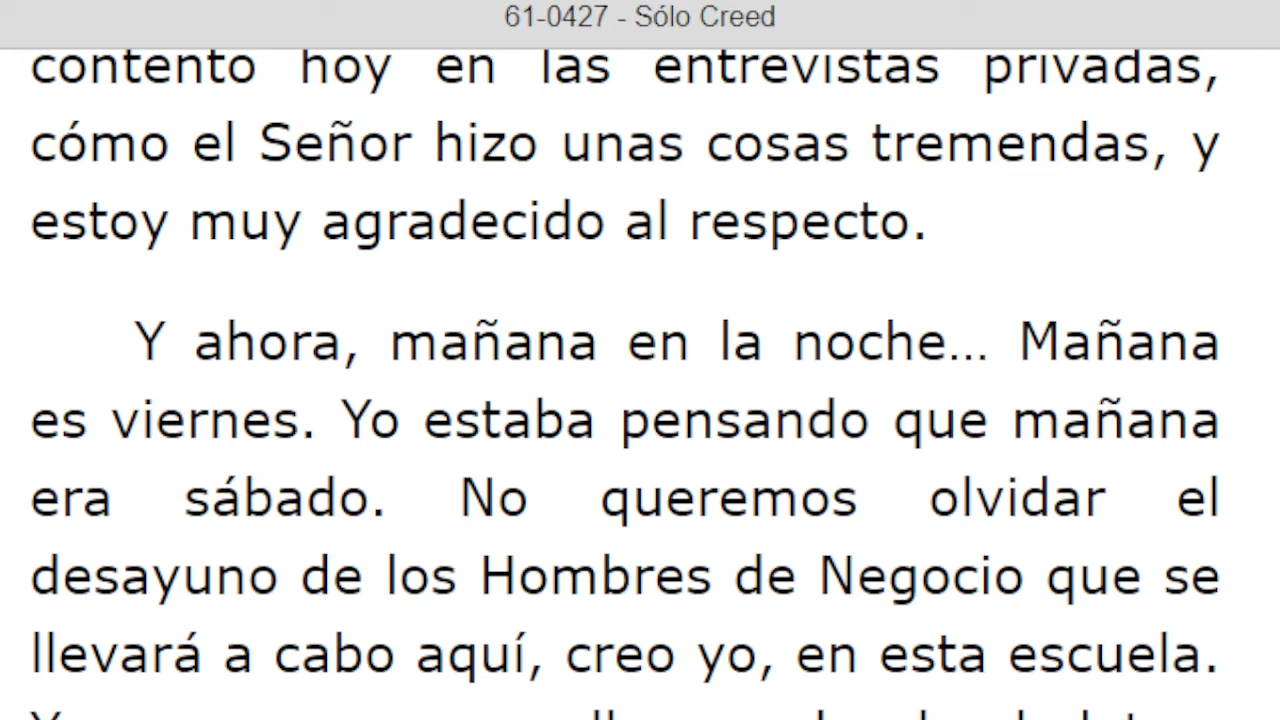 61-0427 - Sólo Creed
contento hoy en las entrevistas privadas,
cómo el Señor hizo unas cosas tremendas, y
estoy muy agradecido al respecto.
Y ahora, mañana en la noche... Mañana
es viernes. Yo estaba pensando que mañana
era sábado. No queremos olvidar el
desayuno de los Hombres de Negocio que se
llevará a cabo aquí, creo yo, en esta escuela.